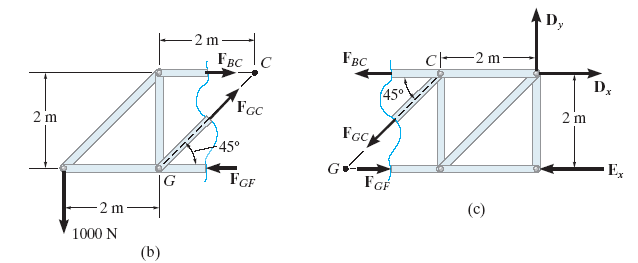 2 m
F_BC
C
2 m
F_GC
45°
G
F_GF
2 m
1000 N
(b)
D_y
F_BC
C
2 m
D_x
45°
2 m
F_GC
G
F_GF
E_x
(c)